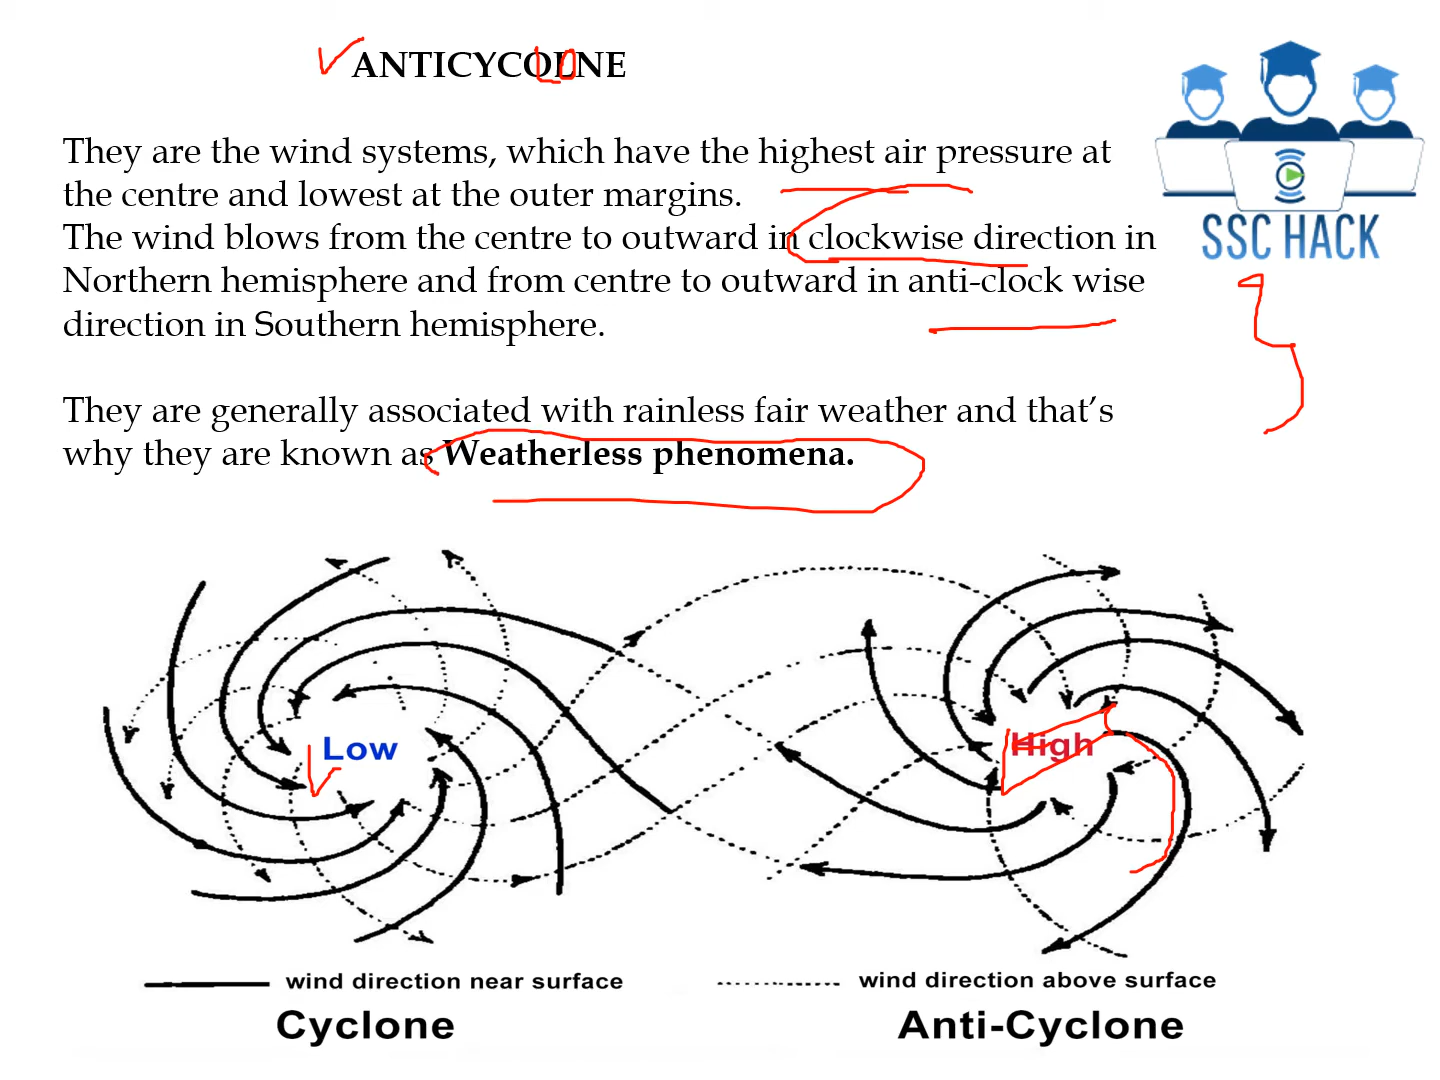 ANTICYCOLNE
SSC HACK
They are the wind systems, which have the highest air pressure at
the centre and lowest at the outer margins.
The wind blows from the centre to outward in clockwise direction in
Northern hemisphere and from centre to outward in anti-clock wise
direction in Southern hemisphere.
They are generally associated with rainless fair weather and that's
why they are known as Weatherless phenomena.
Low
High
wind direction near surface
wind direction above surface
Cyclone
Anti-Cyclone